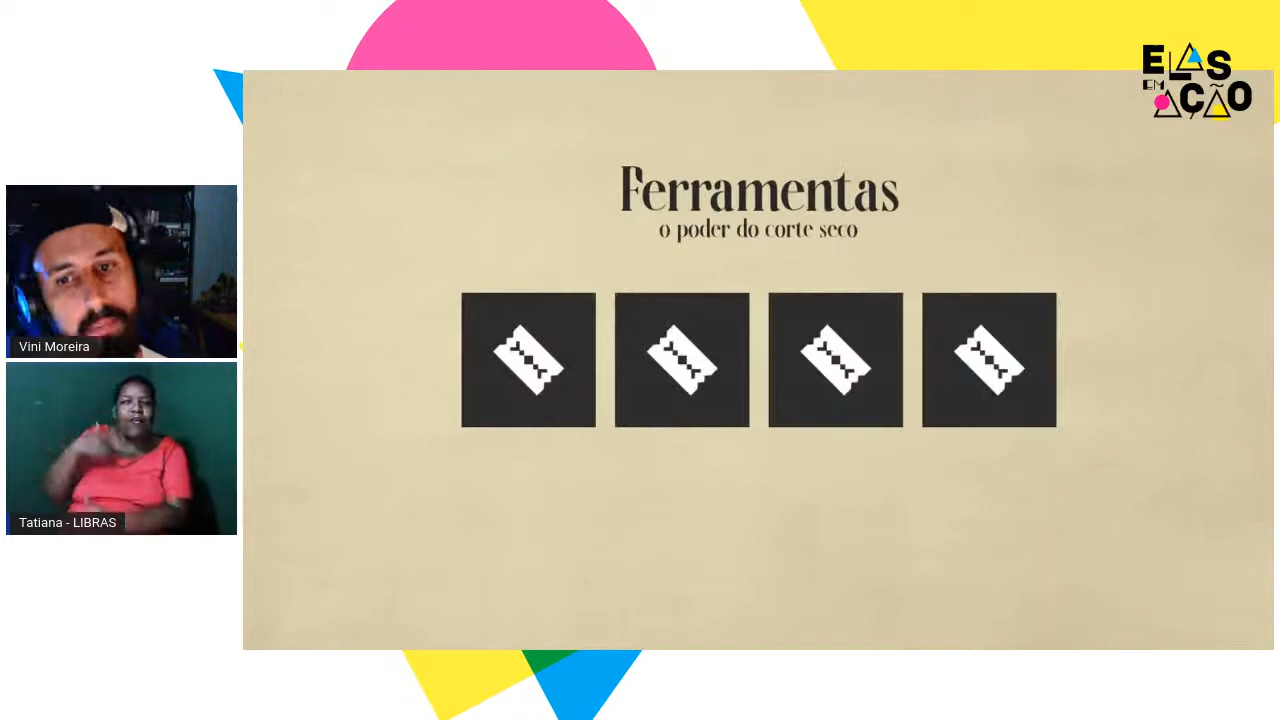 ELAS
EM
AÇÃO
Ferramentas
o poder do corte seco
Vini Moreira
Tatiana - LIBRAS